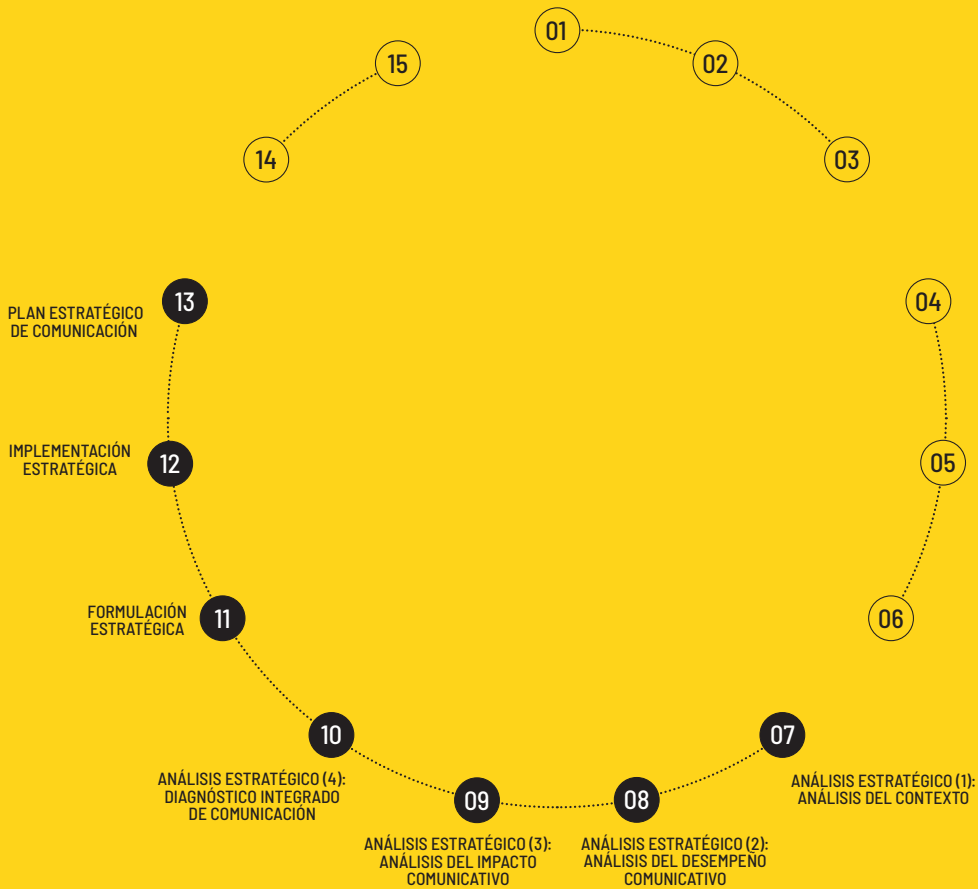 01
02
03
04
05
06
07
ANÁLISIS ESTRATÉGICO (1):
ANÁLISIS DEL CONTEXTO
08
ANÁLISIS ESTRATÉGICO (2):
ANÁLISIS DEL DESEMPEÑO
COMUNICATIVO
09
ANÁLISIS ESTRATÉGICO (3):
ANÁLISIS DEL IMPACTO
COMUNICATIVO
10
ANÁLISIS ESTRATÉGICO (4):
DIAGNÓSTICO INTEGRADO
DE COMUNICACIÓN
11
FORMULACIÓN
ESTRATÉGICA
12
IMPLEMENTACIÓN
ESTRATÉGICA
13
PLAN ESTRATÉGICO
DE COMUNICACIÓN
14
15